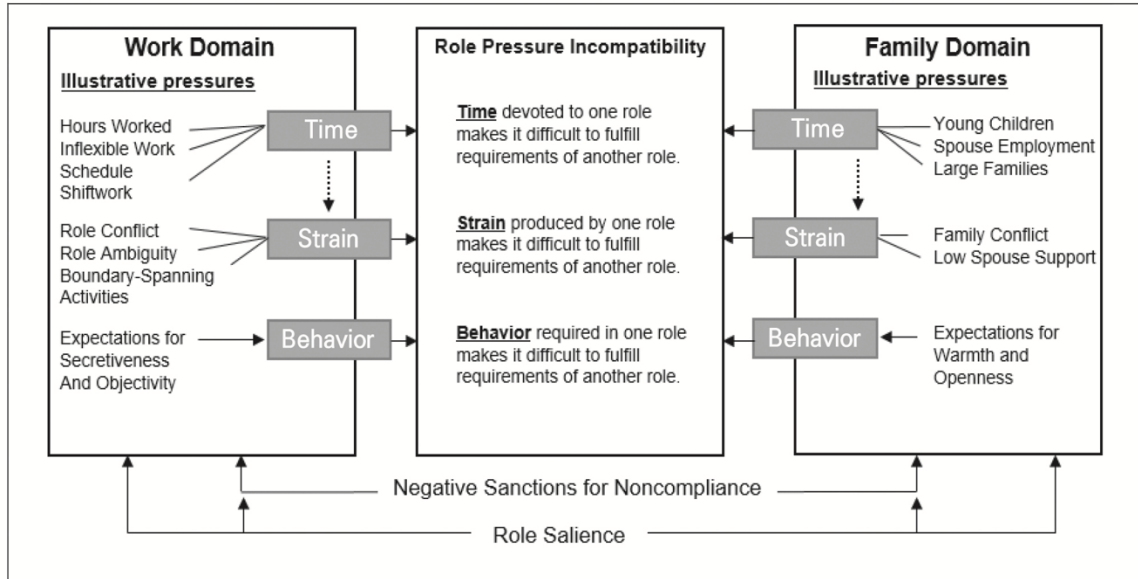 Work Domain
Illustrative pressures
Hours Worked
Inflexible Work
Schedule
Shiftwork
Time
Role Conflict
Role Ambiguity
Boundary-Spanning
Activities
Strain
Expectations for
Secretiveness
And Objectivity
Behavior
Role Pressure Incompatibility
Time devoted to one role
makes it difficult to fulfill
requirements of another role.
Strain produced by one role
makes it difficult to fulfill
requirements of another role.
Behavior required in one role
makes it difficult to fulfill
requirements of another role.
Family Domain
Illustrative pressures
Time
Young Children
Spouse Employment
Large Families
Strain
Family Conflict
Low Spouse Support
Behavior
Expectations for
Warmth and
Openness
Negative Sanctions for Noncompliance
Role Salience